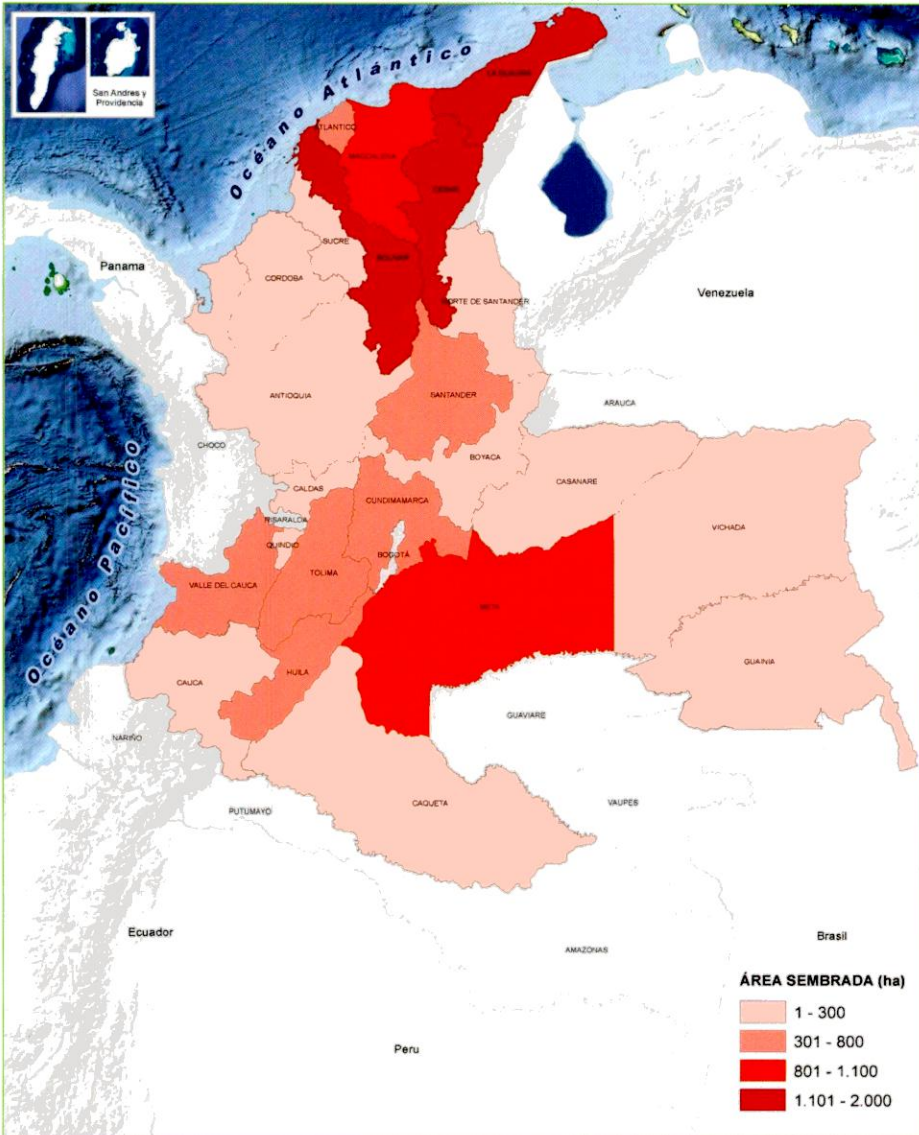 San Andres y
Providencia
Océano Atlántico
LA GUAJIRA
ATLANTICO
MAGDALENA
CESAR
SUCRE
BOLIVAR
Panama
CORDOBA
NORTE DE SANTANDER
Venezuela
ANTIOQUIA
SANTANDER
ARAUCA
CHOCO
BOYACA
CASANARE
CALDAS
CUNDIMAMARCA
RISARALDA
VICHADA
QUINDIO
BOGOTÁ
TOLIMA
VALLE DEL CAUCA
META
Océano Pacífico
HUILA
GUAINIA
CAUCA
GUAVIARE
NARIÑO
CAQUETA
VAUPES
PUTUMAYO
Ecuador
Brasil
AMAZONAS
ÁREA SEMBRADA (ha)
1 - 300
301 - 800
Peru
801 - 1.100
1.101 - 2.000